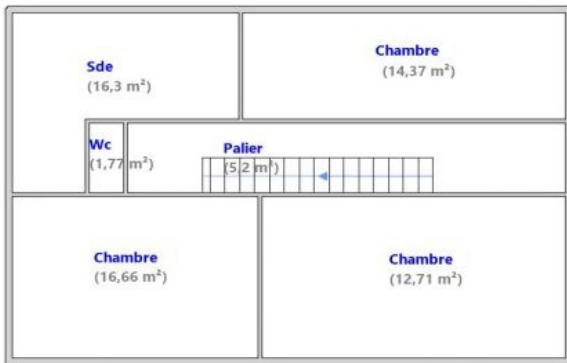 Sde
(16,3 m²)
Chambre
(14,37 m²)
Wc
(1,77 m²)
Palier
(5,2 m²)
Chambre
(16,66 m²)
Chambre
(12,71 m²)